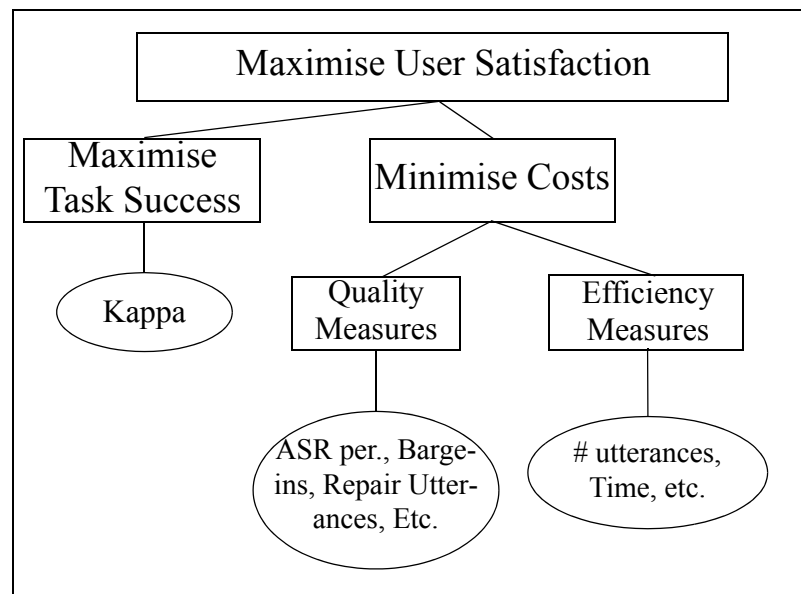 Maximise User Satisfaction
Maximise
Task Success
Minimise Costs
Kappa
Quality
Measures
Efficiency
Measures
ASR per., Barge-
ins, Repair Utter-
ances, Etc.
# utterances,
Time, etc.